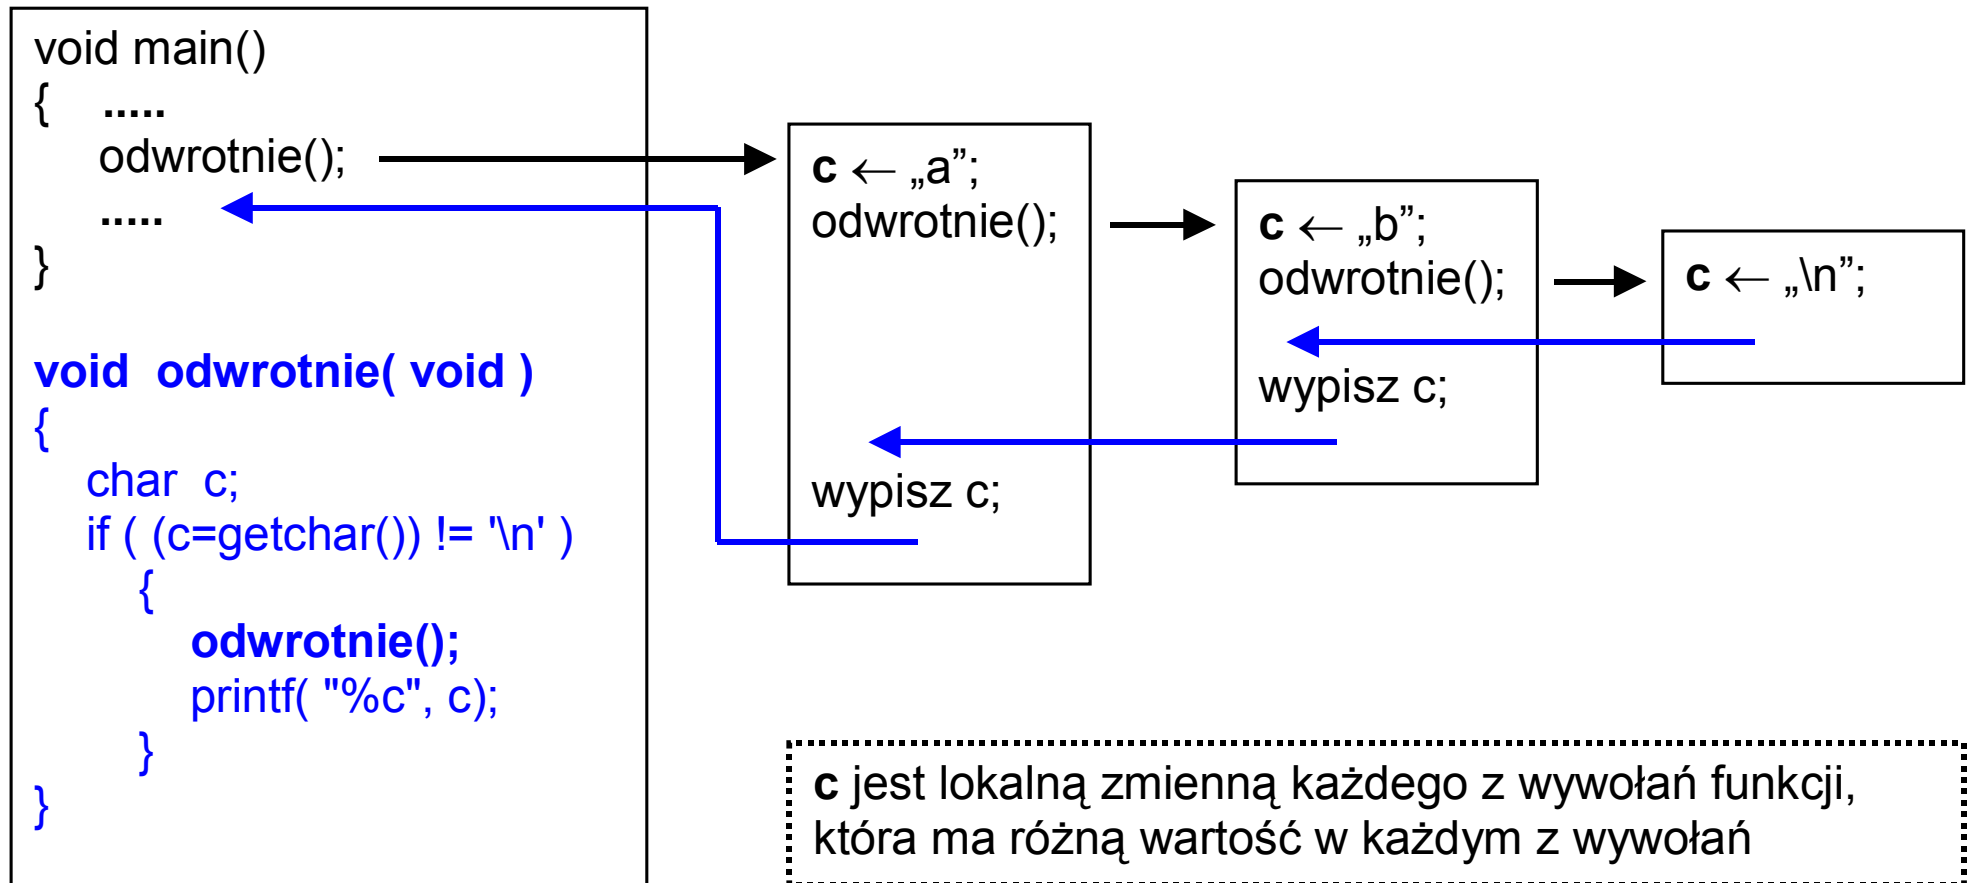 void main()
{ .....
odwrotnie();
.....
}
void odwrotnie( void )
{
char c;
if ( (c=getchar()) != '\n' )
{
odwrotnie();
printf( "%c", c);
}
}
c ← „a”;
odwrotnie();
wypisz c;
c ← „b”;
odwrotnie();
wypisz c;
c ← „\n”;
c jest lokalną zmienną każdego z wywołań funkcji,
która ma różną wartość w każdym z wywołań